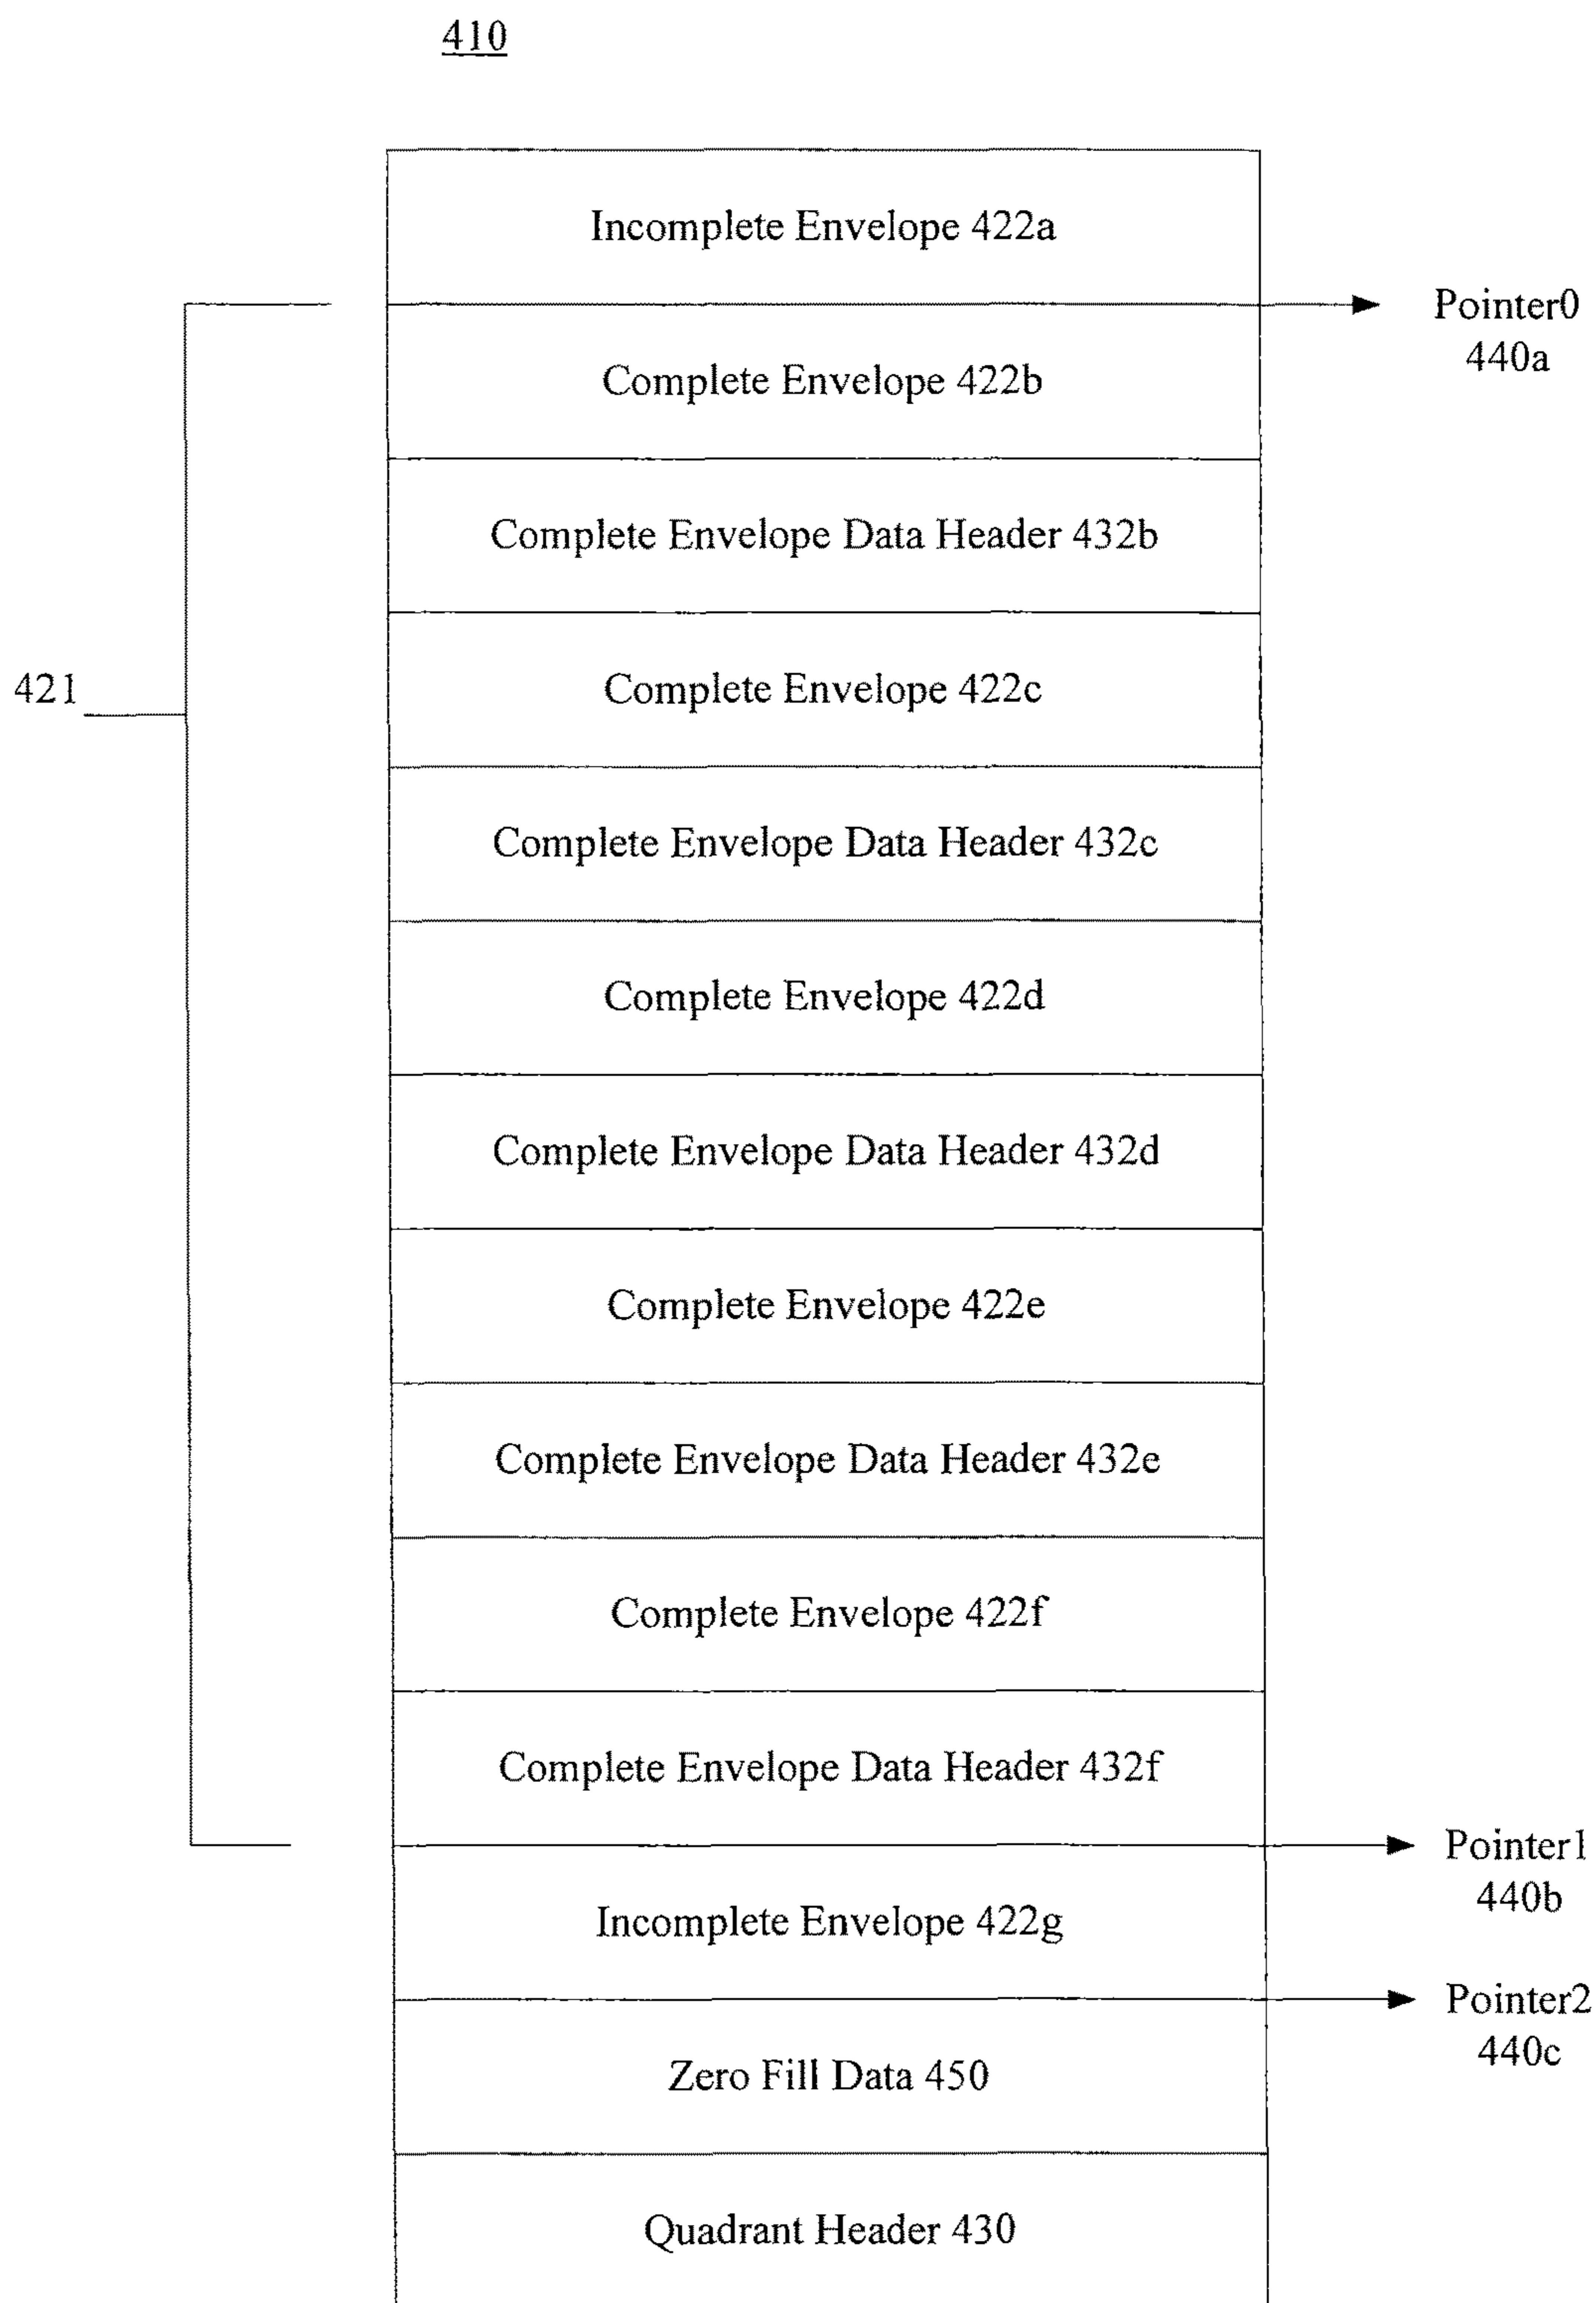 410
Incomplete Envelope 422a
Pointer0
440a
Complete Envelope 422b
Complete Envelope Data Header 432b
421
Complete Envelope 422c
Complete Envelope Data Header 432c
Complete Envelope 422d
Complete Envelope Data Header 432d
Complete Envelope 422e
Complete Envelope Data Header 432e
Complete Envelope 422f
Complete Envelope Data Header 432f
Pointer1
440b
Incomplete Envelope 422g
Pointer2
440c
Zero Fill Data 450
Quadrant Header 430